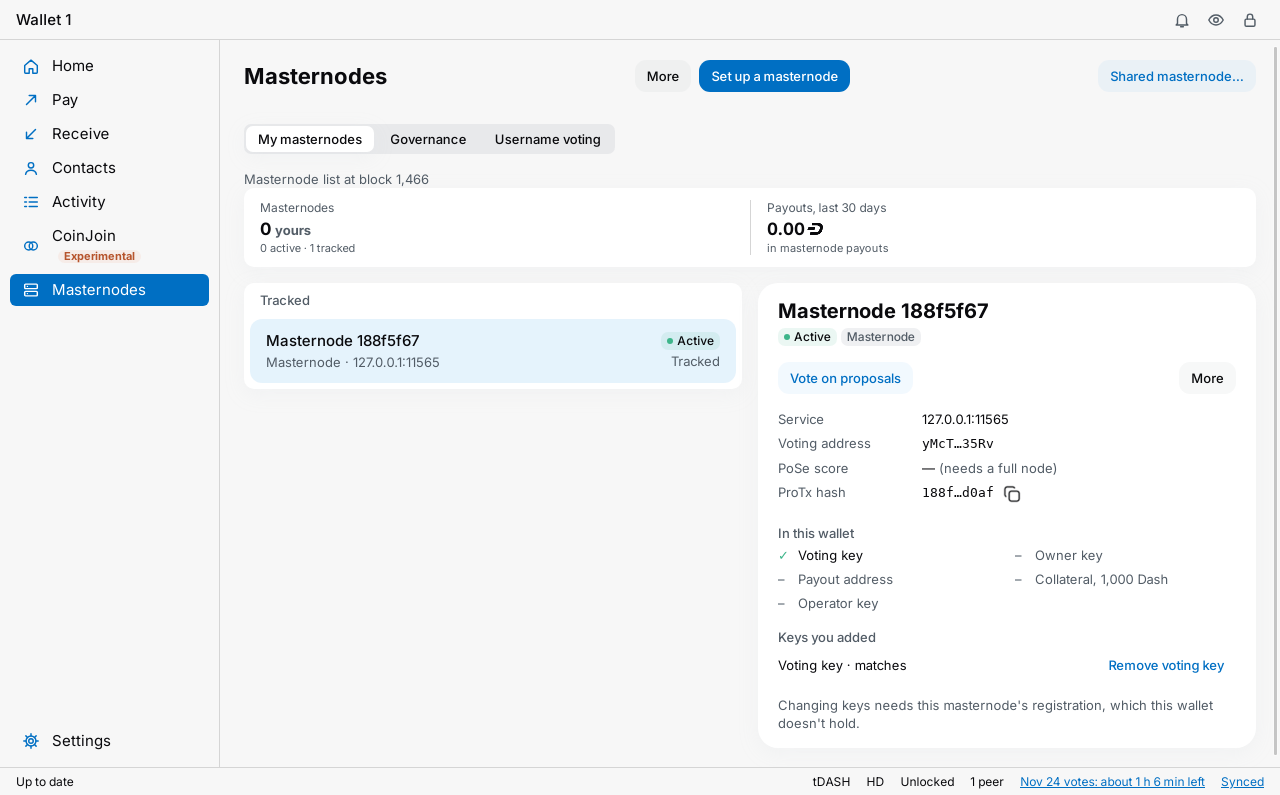 Wallet 1
Home
Pay
Receive
Contacts
Activity
CoinJoin
Experimental
Masternodes
Settings
Masternodes
More
Set up a masternode
Shared masternode...
My masternodes
Governance
Username voting
Masternode list at block 1,466
Masternodes
0 yours
0 active · 1 tracked
Payouts, last 30 days
0.00
in masternode payouts
Tracked
Masternode 188f5f67
Active
Masternode · 127.0.0.1:11565
Tracked
Masternode 188f5f67
Active
Masternode
Vote on proposals
More
Service 127.0.0.1:11565
Voting address yMcT…35Rv
PoSe score — (needs a full node)
ProTx hash 188f…d0af
In this wallet
✓ Voting key
– Owner key
– Payout address
– Collateral, 1,000 Dash
– Operator key
Keys you added
Voting key · matches
Remove voting key
Changing keys needs this masternode's registration, which this wallet
doesn't hold.
Up to date
tDASH
HD
Unlocked
1 peer
Nov 24 votes: about 1 h 6 min left
Synced